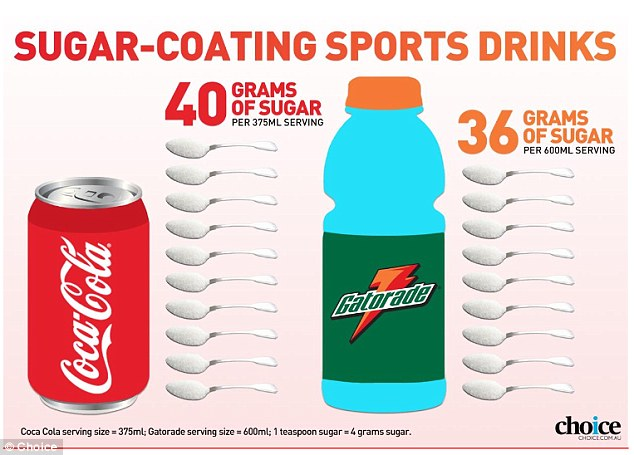 SUGAR-COATING SPORTS DRINKS
40 GRAMS
OF SUGAR
PER 375ML SERVING
36 GRAMS
OF SUGAR
PER 600ML SERVING
Coca-Cola
Gatorade
Coca Cola serving size = 375ml; Gatorade serving size = 600ml; 1 teaspoon sugar = 4 grams sugar.
choice
CHOICE.COM.AU
© Choice